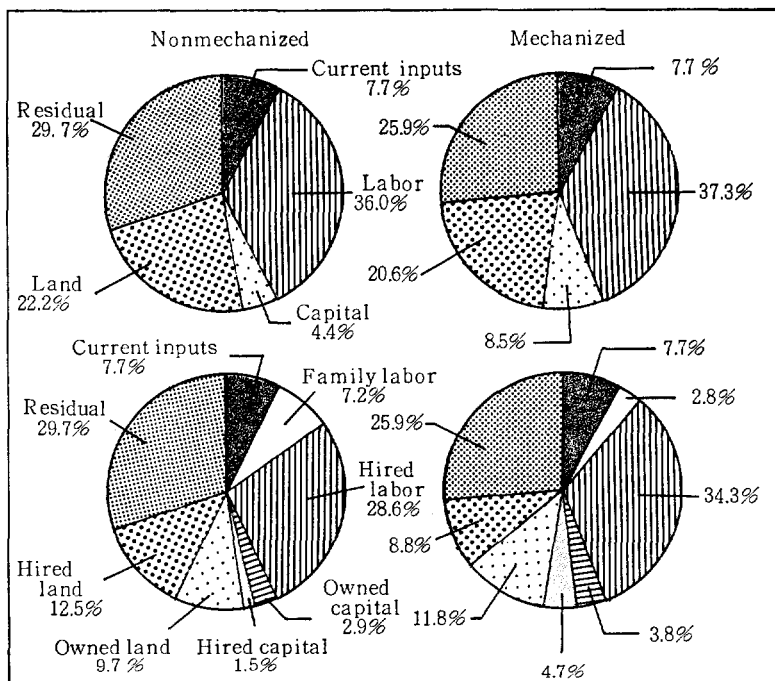 Nonmechanized
Mechanized
Current inputs
7.7%
7.7 %
Residual
29.7%
25.9%
Labor
36.0%
37.3%
Land
22.2%
20.6%
Capital
4.4%
8.5%
Current inputs
7.7%
7.7%
Family labor
7.2%
2.8%
Residual
29.7%
25.9%
Hired
labor
28.6%
34.3%
8.8%
Hired
land
12.5%
Owned
capital
2.9%
11.8%
3.8%
Owned land
9.7 %
Hired capital
1.5%
4.7%